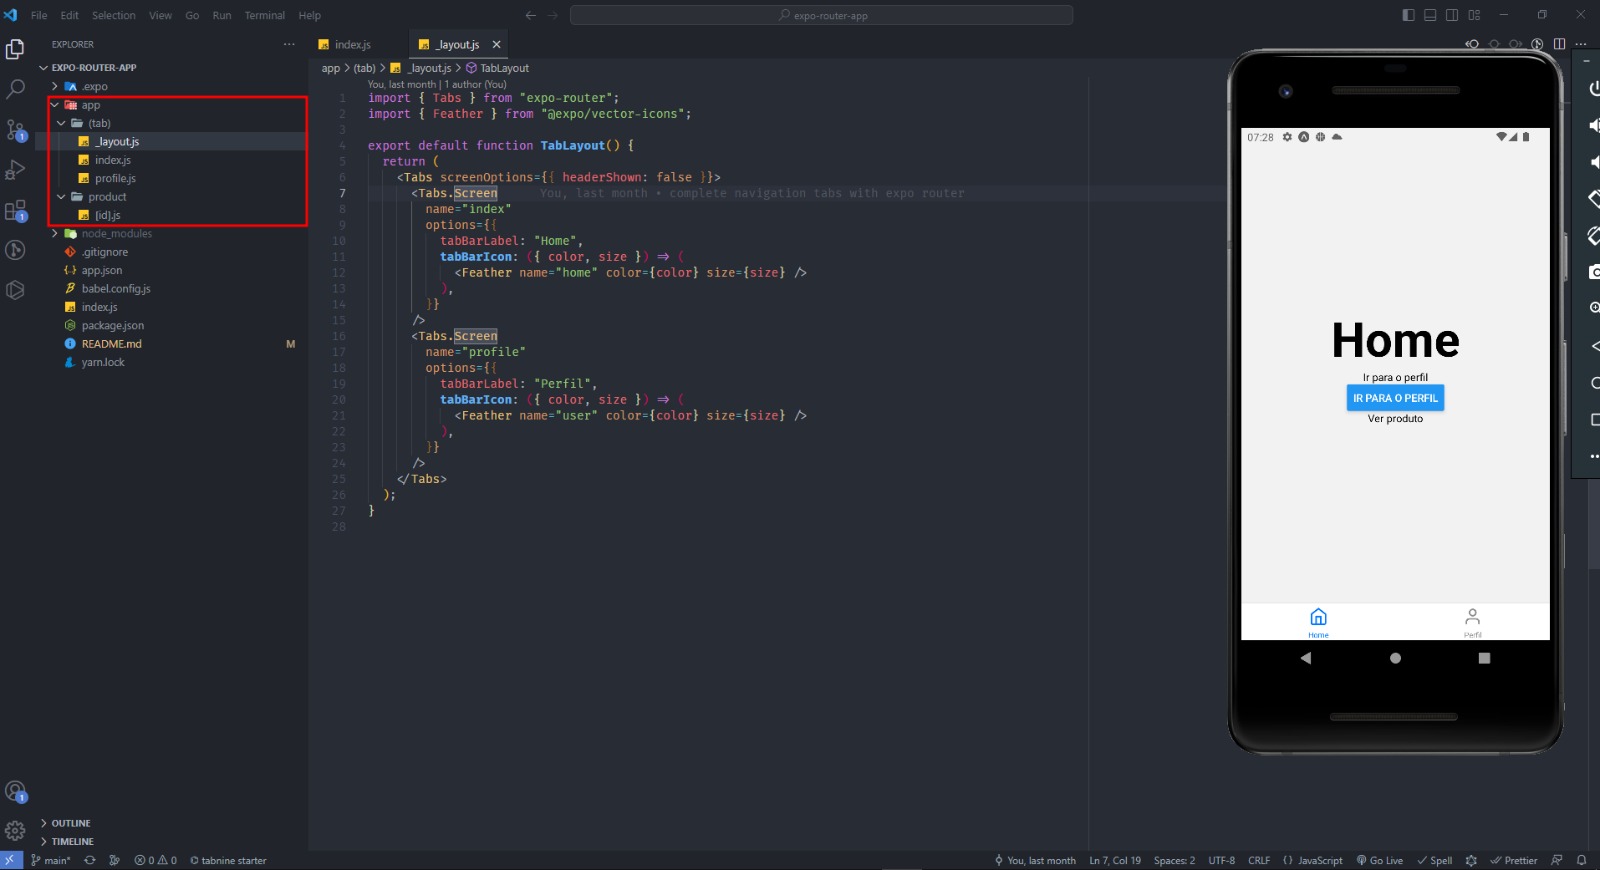 File Edit Selection View Go Run Terminal Help
expo-router-app
EXPLORER
EXPO-ROUTER-APP
.expo
app
(tab)
_layout.js
index.js
profile.js
product
[id].js
node_modules
.gitignore
app.json
babel.config.js
index.js
package.json
README.md M
yarn.lock
OUTLINE
TIMELINE
index.js
_layout.js
app > (tab) > _layout.js > TabLayout
You, last month | 1 author (You)
1 import { Tabs } from "expo-router";
2 import { Feather } from "@expo/vector-icons";
3
4 export default function TabLayout() {
5 return (
6 <Tabs screenOptions={{ headerShown: false }}>
7 <Tabs.Screen You, last month • complete navigation tabs with expo router
8 name="index"
9 options={{
10 tabBarLabel: "Home",
11 tabBarIcon: ({ color, size }) => (
12 <Feather name="home" color={color} size={size} />
13 ),
14 }}
15 />
16 <Tabs.Screen
17 name="profile"
18 options={{
19 tabBarLabel: "Perfil",
20 tabBarIcon: ({ color, size }) => (
21 <Feather name="user" color={color} size={size} />
22 ),
23 }}
24 />
25 </Tabs>
26 );
27 }
28
07:28
Home
Ir para o perfil
IR PARA O PERFIL
Ver produto
Home
Perfil
1
1
1
main* 0 0 tabnine starter
You, last month Ln 7, Col 19 Spaces: 2 UTF-8 CRLF {} JavaScript Go Live Spell Prettier